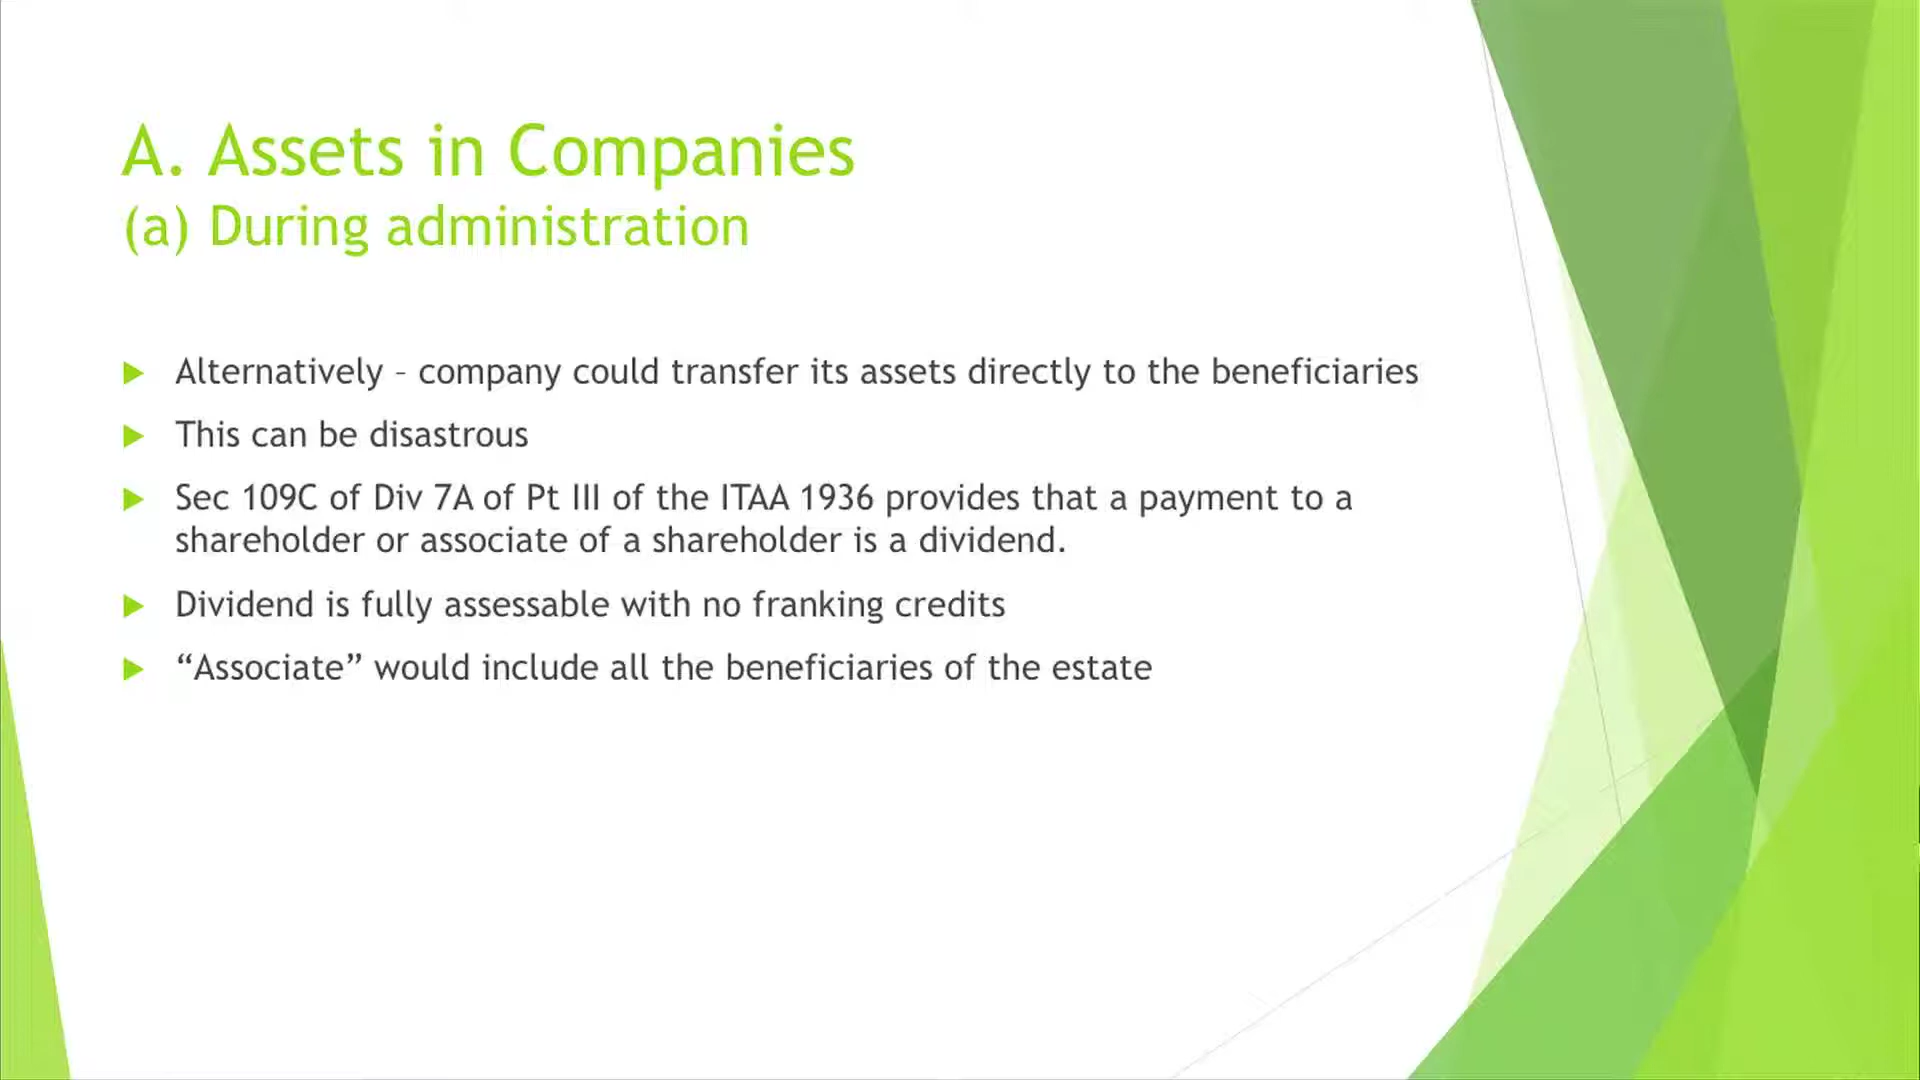 A. Assets in Companies
(a) During administration
Alternatively – company could transfer its assets directly to the beneficiaries
This can be disastrous
Sec 109C of Div 7A of Pt III of the ITAA 1936 provides that a payment to a
shareholder or associate of a shareholder is a dividend.
Dividend is fully assessable with no franking credits
“Associate” would include all the beneficiaries of the estate